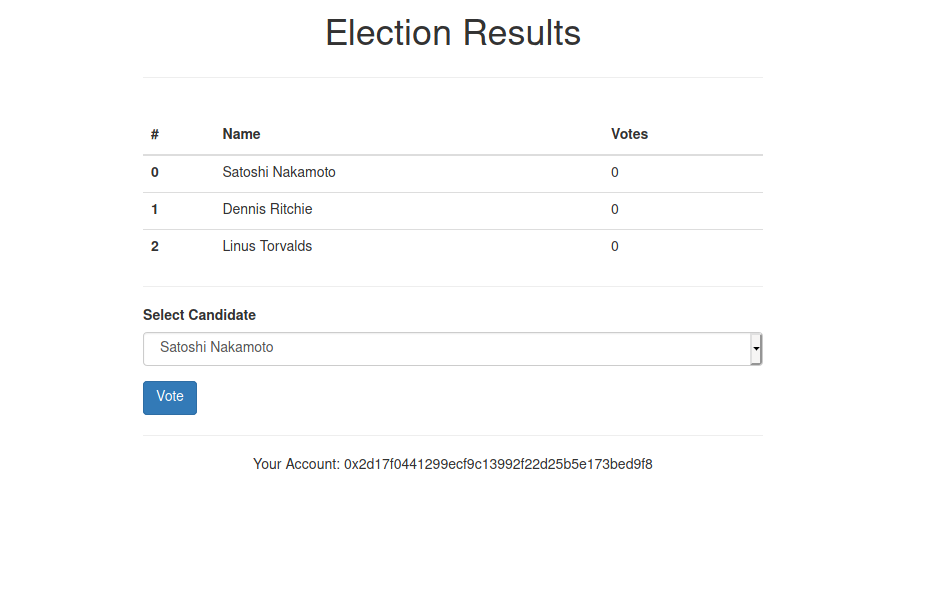 Election Results
# Name Votes
0 Satoshi Nakamoto 0
1 Dennis Ritchie 0
2 Linus Torvalds 0
Select Candidate
Satoshi Nakamoto
Vote
Your Account: 0x2d17f0441299ecf9c13992f22d25b5e173bed9f8